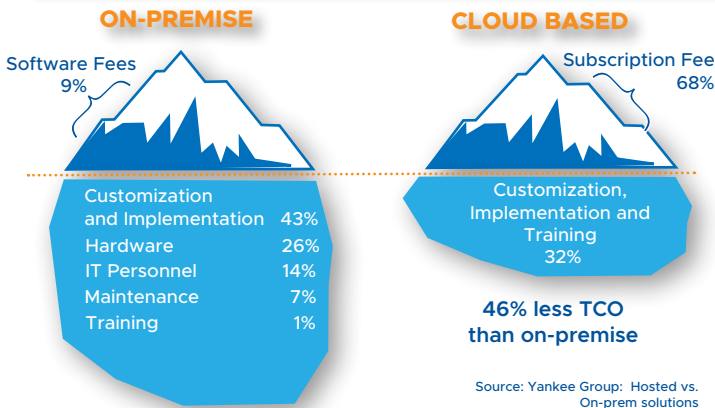 ON-PREMISE
Software Fees
9%
Customization
and Implementation 43%
Hardware 26%
IT Personnel 14%
Maintenance 7%
Training 1%
CLOUD BASED
Subscription Fee
68%
Customization,
Implementation and
Training
32%
46% less TCO
than on-premise
Source: Yankee Group: Hosted vs.
On-prem solutions